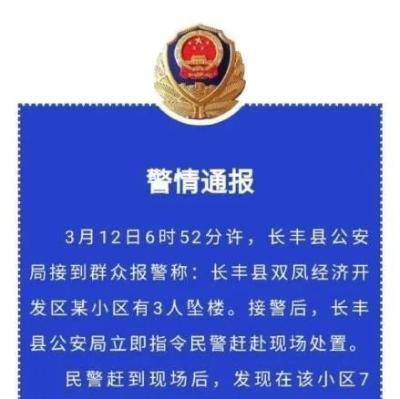 警情通报
3月12日6时52分许，长丰县公安
局接到群众报警称：长丰县双凤经济开
发区某小区有3人坠楼。接警后，长丰
县公安局立即指令民警赶赴现场处置。
民警赶到现场后，发现在该小区7